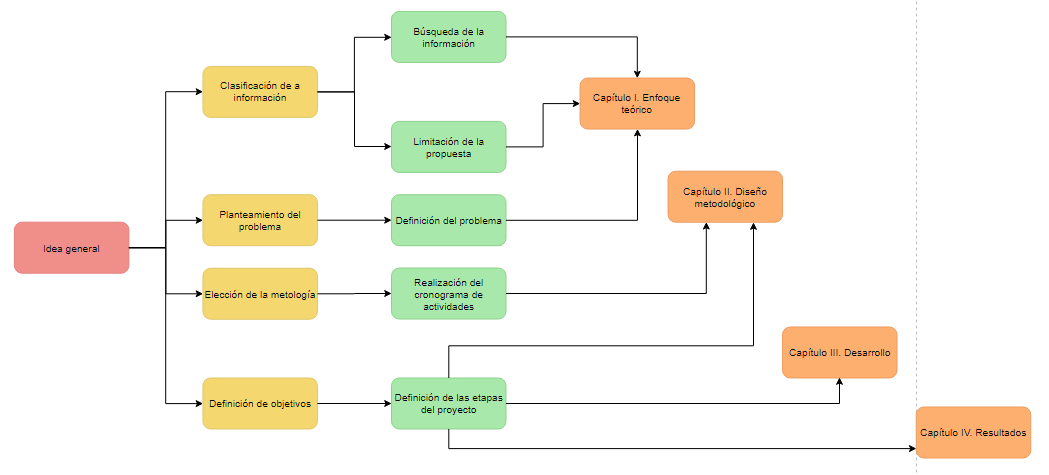 Búsqueda de la
información
Clasificación de a
información
Capítulo I. Enfoque
teórico
Limitación de la
propuesta
Capítulo II. Diseño
metodológico
Planteamiento del
problema
Definición del problema
Idea general
Elección de la metología
Realización del
cronograma de
actividades
Capítulo III. Desarrollo
Definición de objetivos
Definición de las etapas
del proyecto
Capítulo IV. Resultados